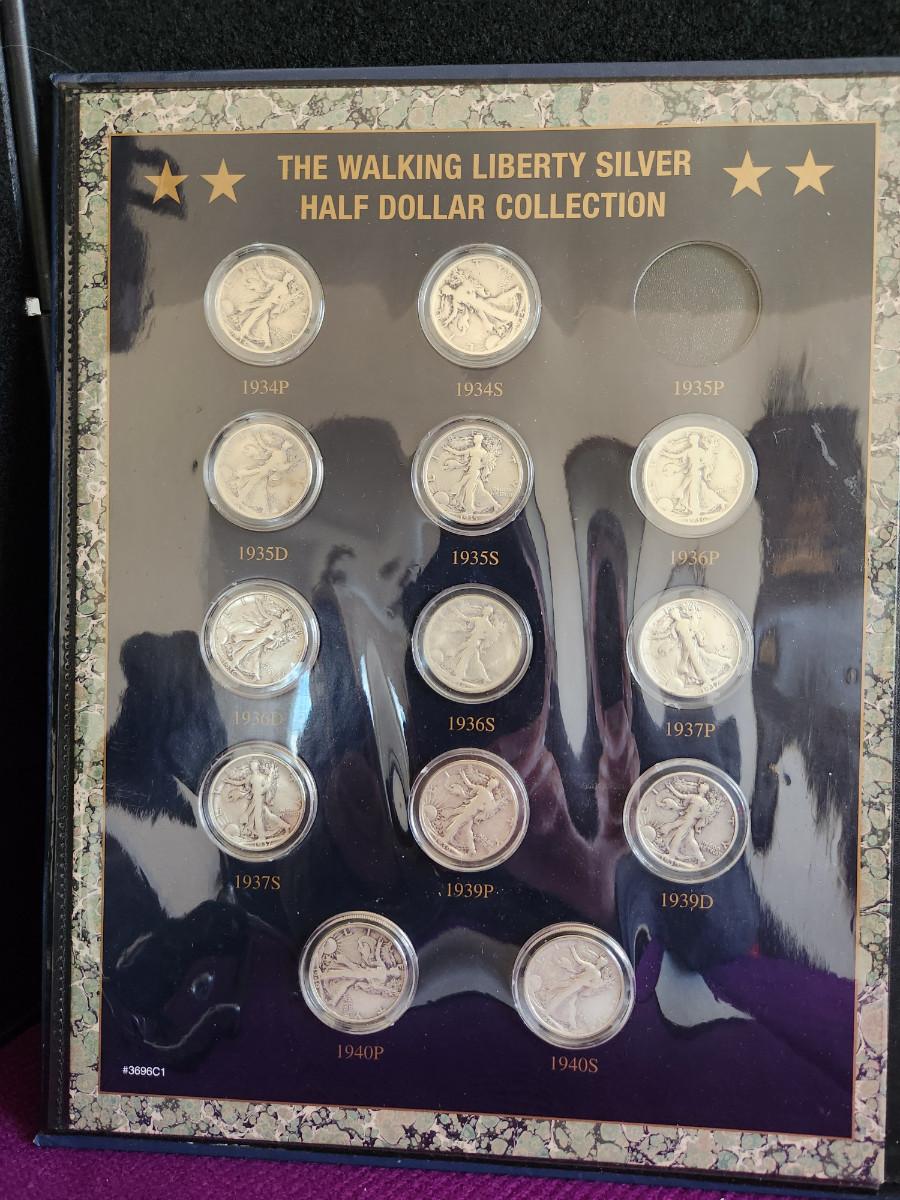 THE WALKING LIBERTY SILVER
HALF DOLLAR COLLECTION
1934P
1934S
1935P
1935D
1935S
1936P
1936D
1936S
1937P
1937S
1939P
1939D
1940P
1940S
#3696C1